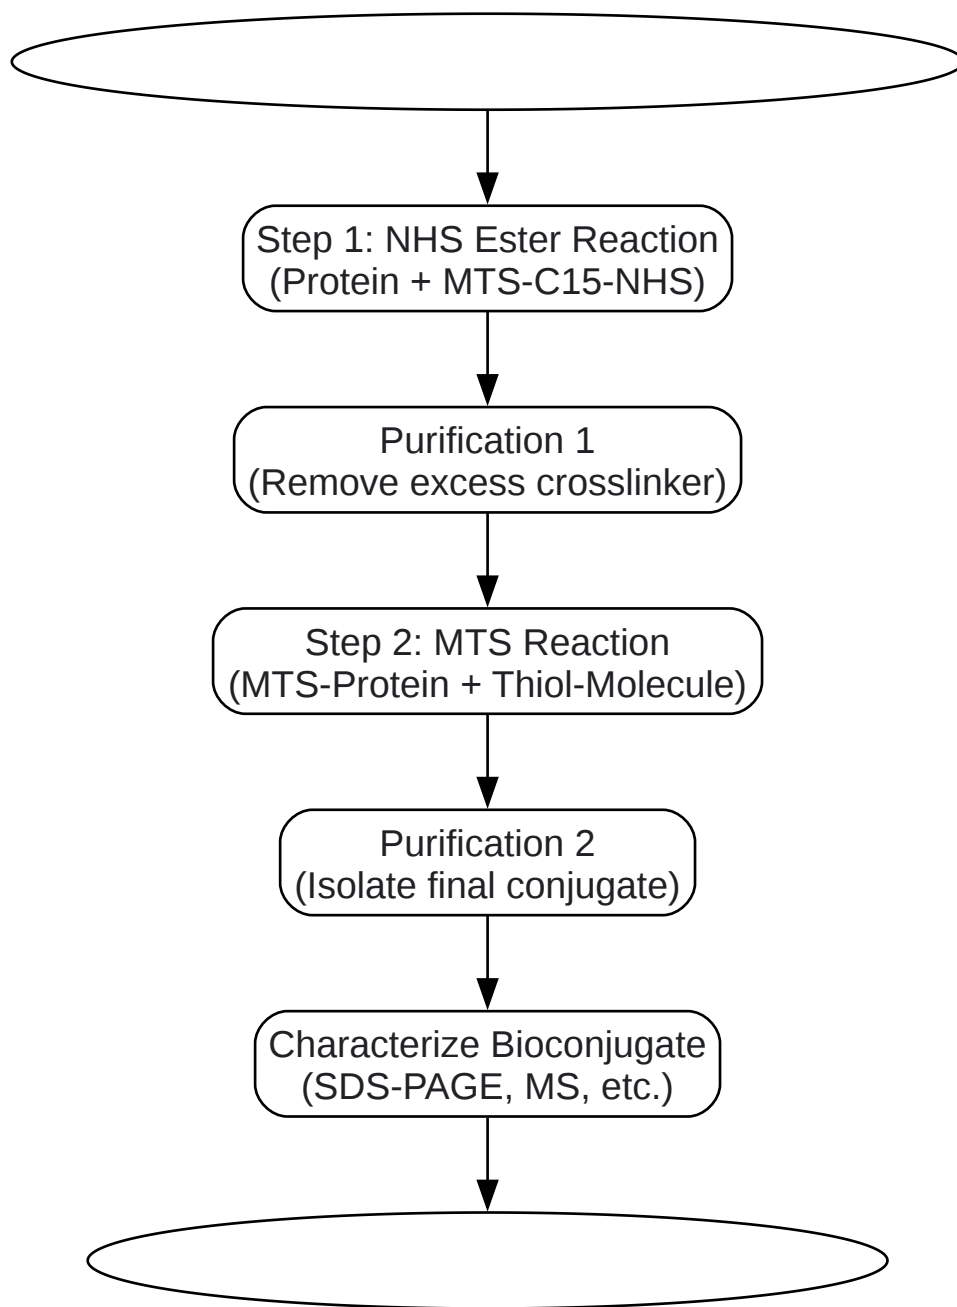 Step 1: NHS Ester Reaction
(Protein + MTS-C15-NHS)
Purification 1
(Remove excess crosslinker)
Step 2: MTS Reaction
(MTS-Protein + Thiol-Molecule)
Purification 2
(Isolate final conjugate)
Characterize Bioconjugate
(SDS-PAGE, MS, etc.)